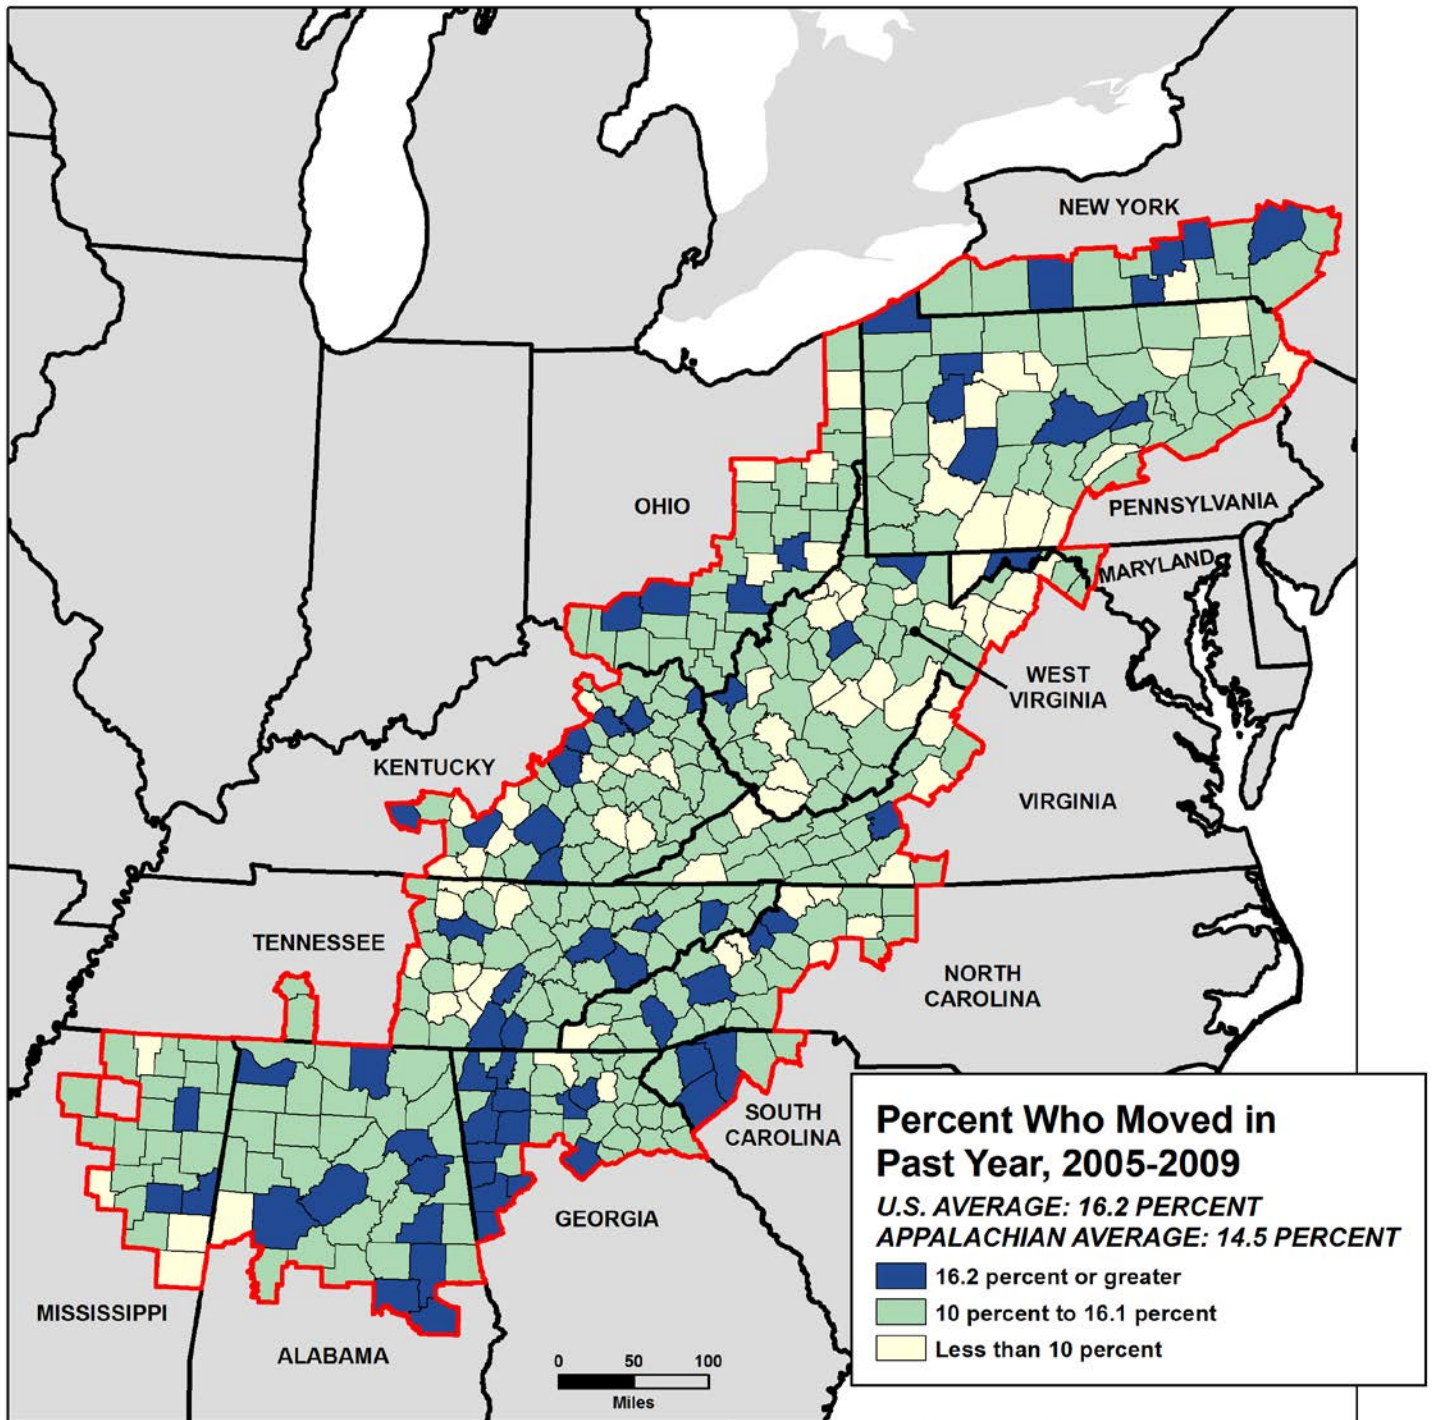 NEW YORK
OHIO
PENNSYLVANIA
MARYLAND
WEST
VIRGINIA
KENTUCKY
VIRGINIA
TENNESSEE
NORTH
CAROLINA
SOUTH
CAROLINA
GEORGIA
MISSISSIPPI
ALABAMA
0 50 100
Miles
Percent Who Moved in
Past Year, 2005-2009
U.S. AVERAGE: 16.2 PERCENT
APPALACHIAN AVERAGE: 14.5 PERCENT
16.2 percent or greater
10 percent to 16.1 percent
Less than 10 percent